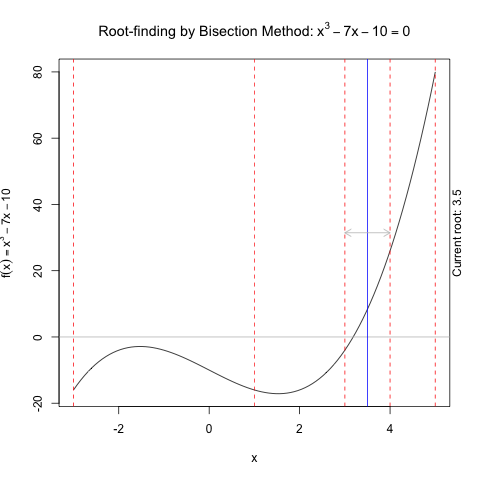 Root-finding by Bisection Method: x³ – 7x – 10 = 0
f(x) = x³ – 7x – 10
80
60
40
20
0
-20
Current root: 3.5
-2
0
2
4
x